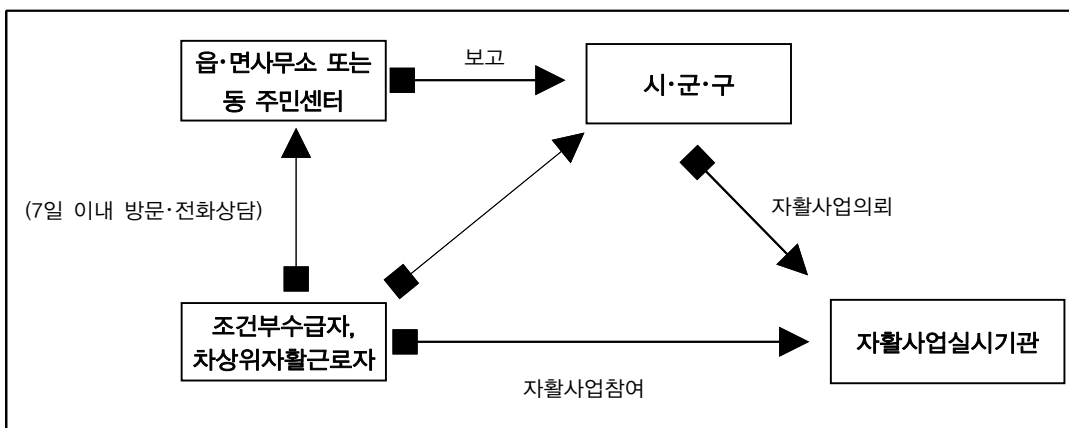 읍·면사무소 또는
동 주민센터
보고
시·군·구
(7일 이내 방문·전화상담)
자활사업의뢰
조건부수급자,
차상위자활근로자
자활사업실시기관
자활사업참여